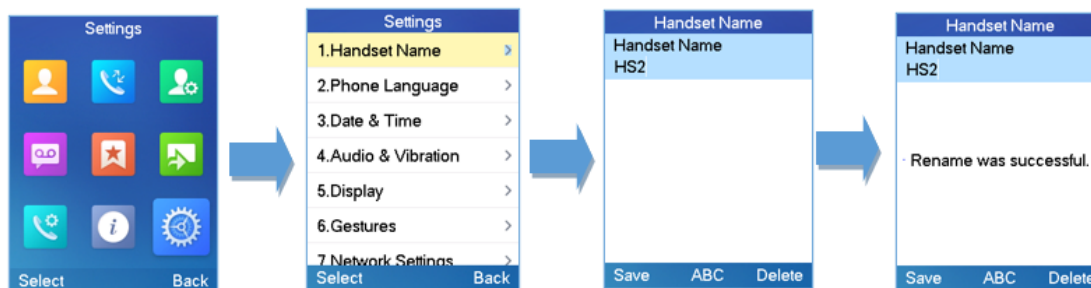 Settings
Select Back
Settings
1.Handset Name
2.Phone Language
3.Date & Time
4.Audio & Vibration
5.Display
6.Gestures
7.Network Settings
Select Back
Handset Name
Handset Name
HS2
Save ABC Delete
Handset Name
Handset Name
HS2
Rename was successful.
Save ABC Delete